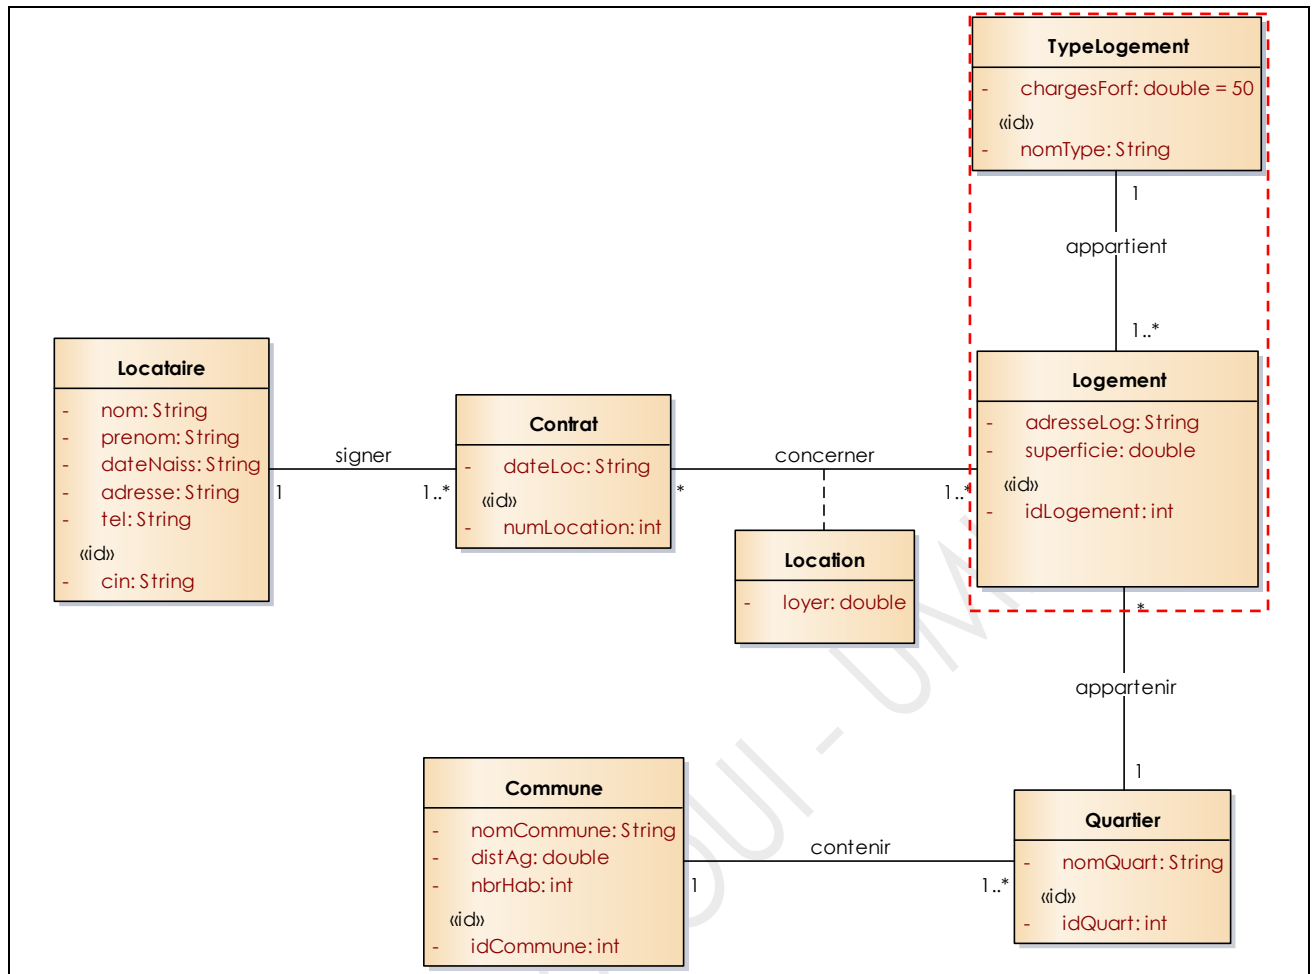 TypeLogement
- chargesForf: double = 50
«id»
- nomType: String
1
appartient
1..*
Locataire
- nom: String
- prenom: String
- dateNaiss: String
- adresse: String
- tel: String
«id»
- cin: String
signer
1
1..*
Contrat
- dateLoc: String
«id»
- numLocation: int
concerner
*
1..*
Location
- loyer: double
Logement
- adresseLog: String
- superficie: double
«id»
- idLogement: int
*
appartenir
1
Commune
- nomCommune: String
- distAg: double
- nbrHab: int
«id»
- idCommune: int
contenir
1
1..*
Quartier
- nomQuart: String
«id»
- idQuart: int